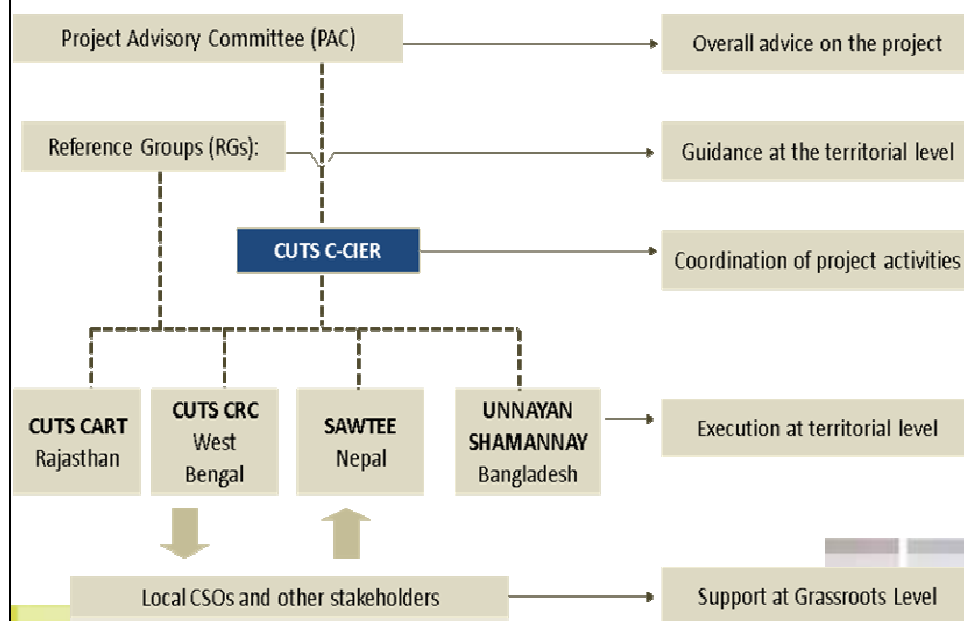 Project Advisory Committee (PAC)
Overall advice on the project
Reference Groups (RGs):
Guidance at the territorial level
CUTS C-CIER
Coordination of project activities
CUTS CART
Rajasthan
CUTS CRC
West
Bengal
SAWTEE
Nepal
UNNAYAN
SHAMANNAY
Bangladesh
Execution at territorial level
Local CSOs and other stakeholders
Support at Grassroots Level